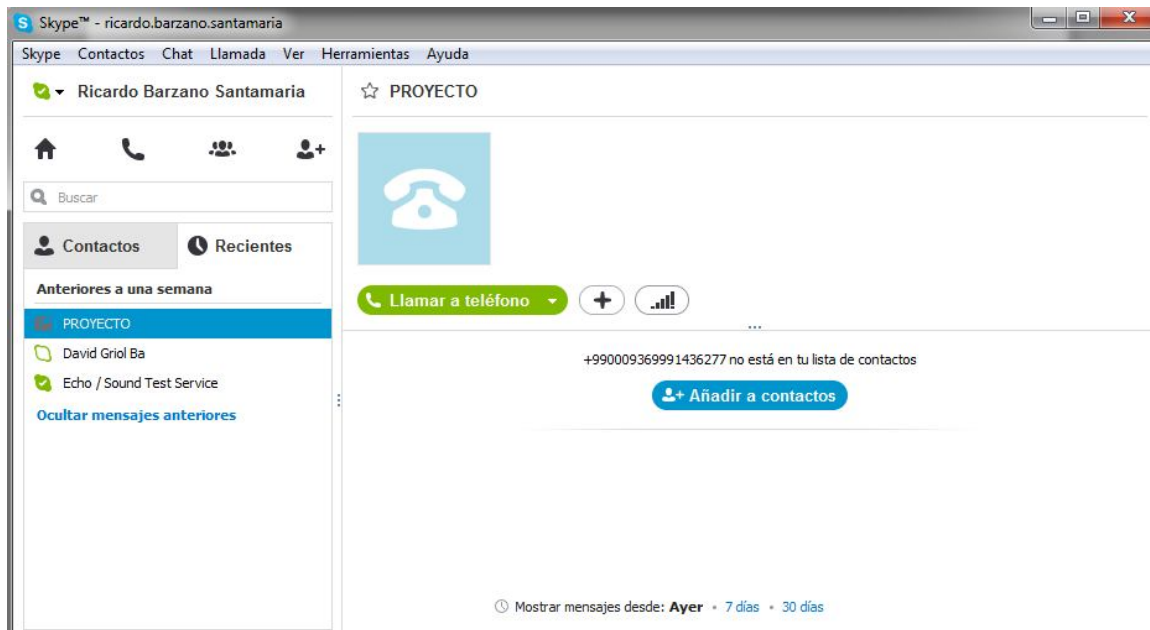 Skype™ - ricardo.barzano.santamaria
Skype Contactos Chat Llamada Ver Herramientas Ayuda
Ricardo Barzano Santamaria
PROYECTO
Buscar
Contactos Recientes
Anteriores a una semana
PROYECTO
David Griol Ba
Echo / Sound Test Service
Ocultar mensajes anteriores
Llamar a teléfono
+990009369991436277 no está en tu lista de contactos
Añadir a contactos
Mostrar mensajes desde: Ayer • 7 días • 30 días